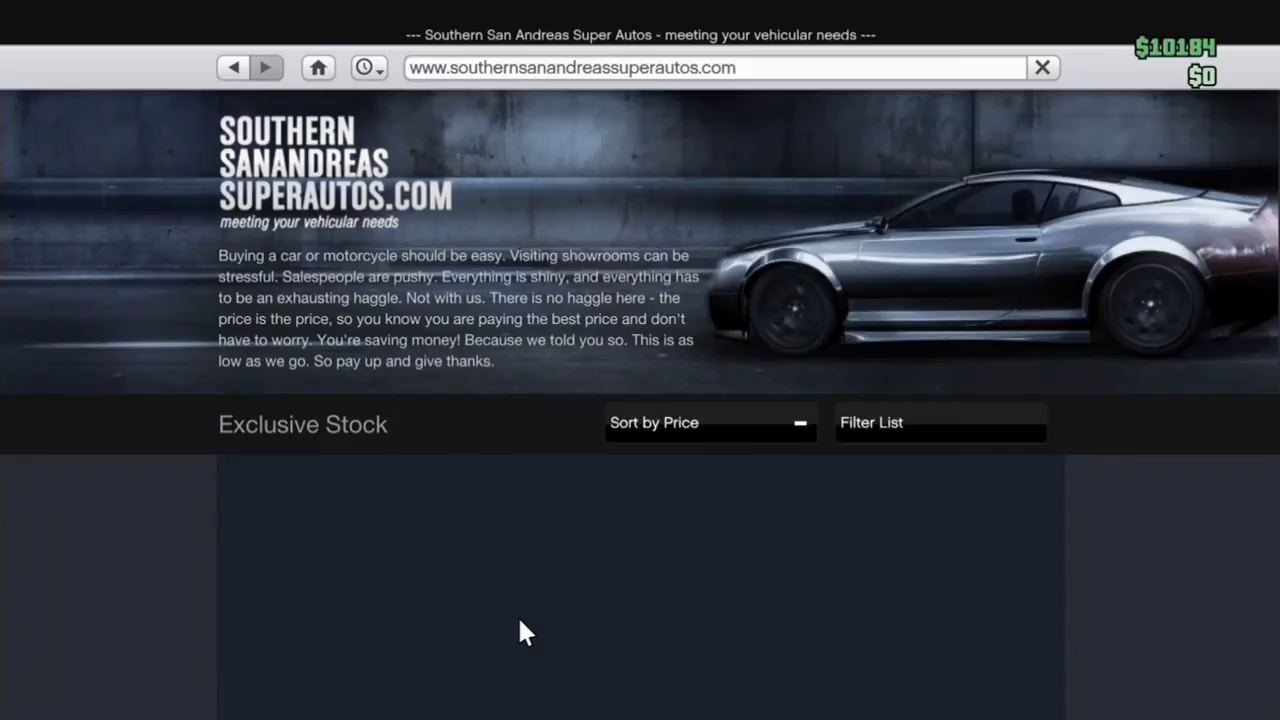 --- Southern San Andreas Super Autos - meeting your vehicular needs ---
$10184
www.southernsanandreassuperautos.com
$0
SOUTHERN
SANANDREAS
SUPERAUTOS.COM
meeting your vehicular needs
Buying a car or motorcycle should be easy. Visiting showrooms can be
stressful. Salespeople are pushy. Everything is shiny, and everything has
to be an exhausting haggle. Not with us. There is no haggle here - the
price is the price, so you know you are paying the best price and don't
have to worry. You're saving money! Because we told you so. This is as
low as we go. So pay up and give thanks.
Exclusive Stock
Sort by Price
Filter List